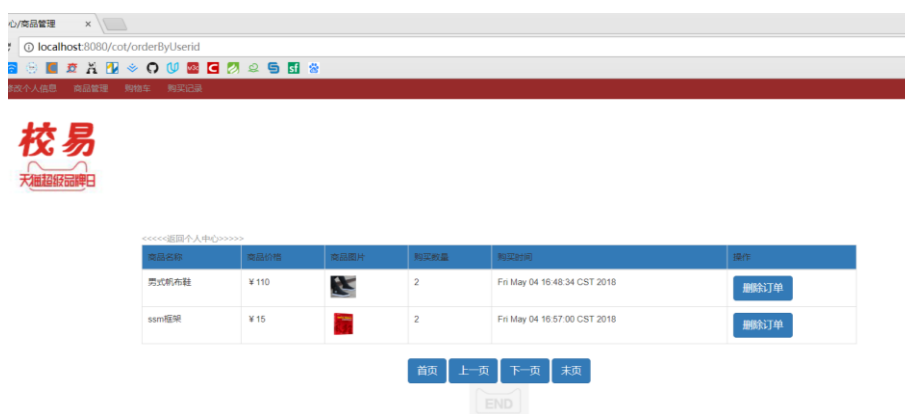 心/商品管理 ×
localhost:8080/cot/orderByUserid
修改个人信息 商品管理 购物车 购买记录
校易
天猫超级品牌日
<<<<<返回个人中心>>>>>
商品名称 商品价格 商品图片 购买数量 购买时间 操作
男式帆布鞋 ¥ 110 2 Fri May 04 16:48:34 CST 2018 删除订单
ssm框架 ¥ 15 2 Fri May 04 16:57:00 CST 2018 删除订单
首页 上一页 下一页 末页
END